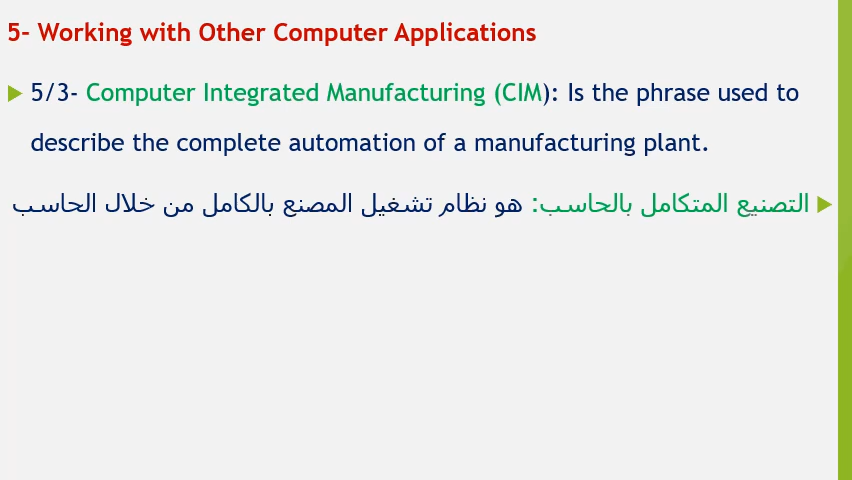 5- Working with Other Computer Applications
5/3- Computer Integrated Manufacturing (CIM): Is the phrase used to
describe the complete automation of a manufacturing plant.
التصنيع المتكامل بالحاسب: هو نظام تشغيل المصنع بالكامل من خلال الحاسب